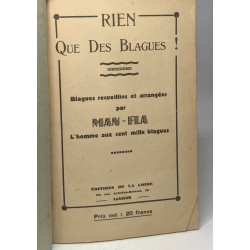 RIEN
QUE DES BLAGUES !
Blagues recueillies et arrangées
par
MAN-FLA
L'homme aux cent mille blagues
EDITIONS DE LA
Prix net : 20 francs